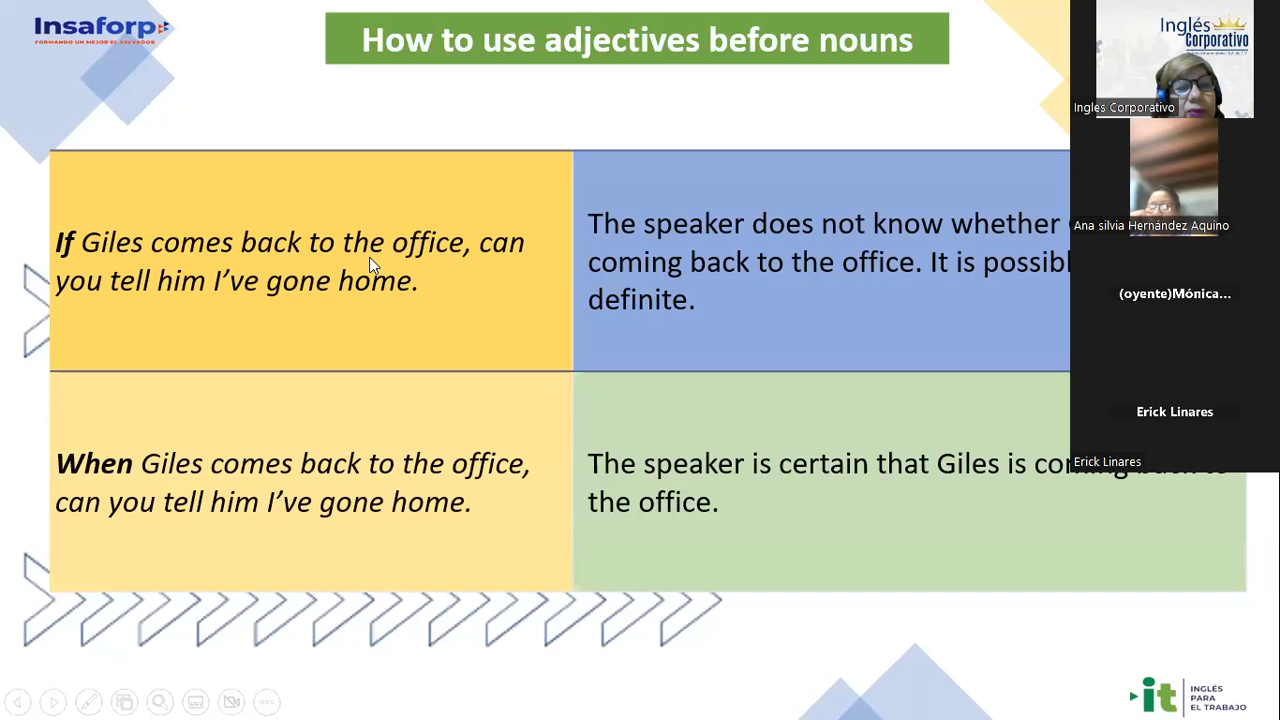 Insaforp
FORMANDO UN MEJOR EL SALVADOR
How to use adjectives before nouns
If Giles comes back to the office, can
you tell him I've gone home.
The speaker does not know whether
coming back to the office. It is
definite.
When Giles comes back to the office,
can you tell him I've gone home.
The speaker is certain that Giles is coming back to
the office.
Inglés
Corporativo
Ingles Corporativo
Ana silvia Hernández Aquino
(oyente)Mónica...
Erick Linares
Erick Linares
it
INGLÉS
PARA
EL TRABAJO